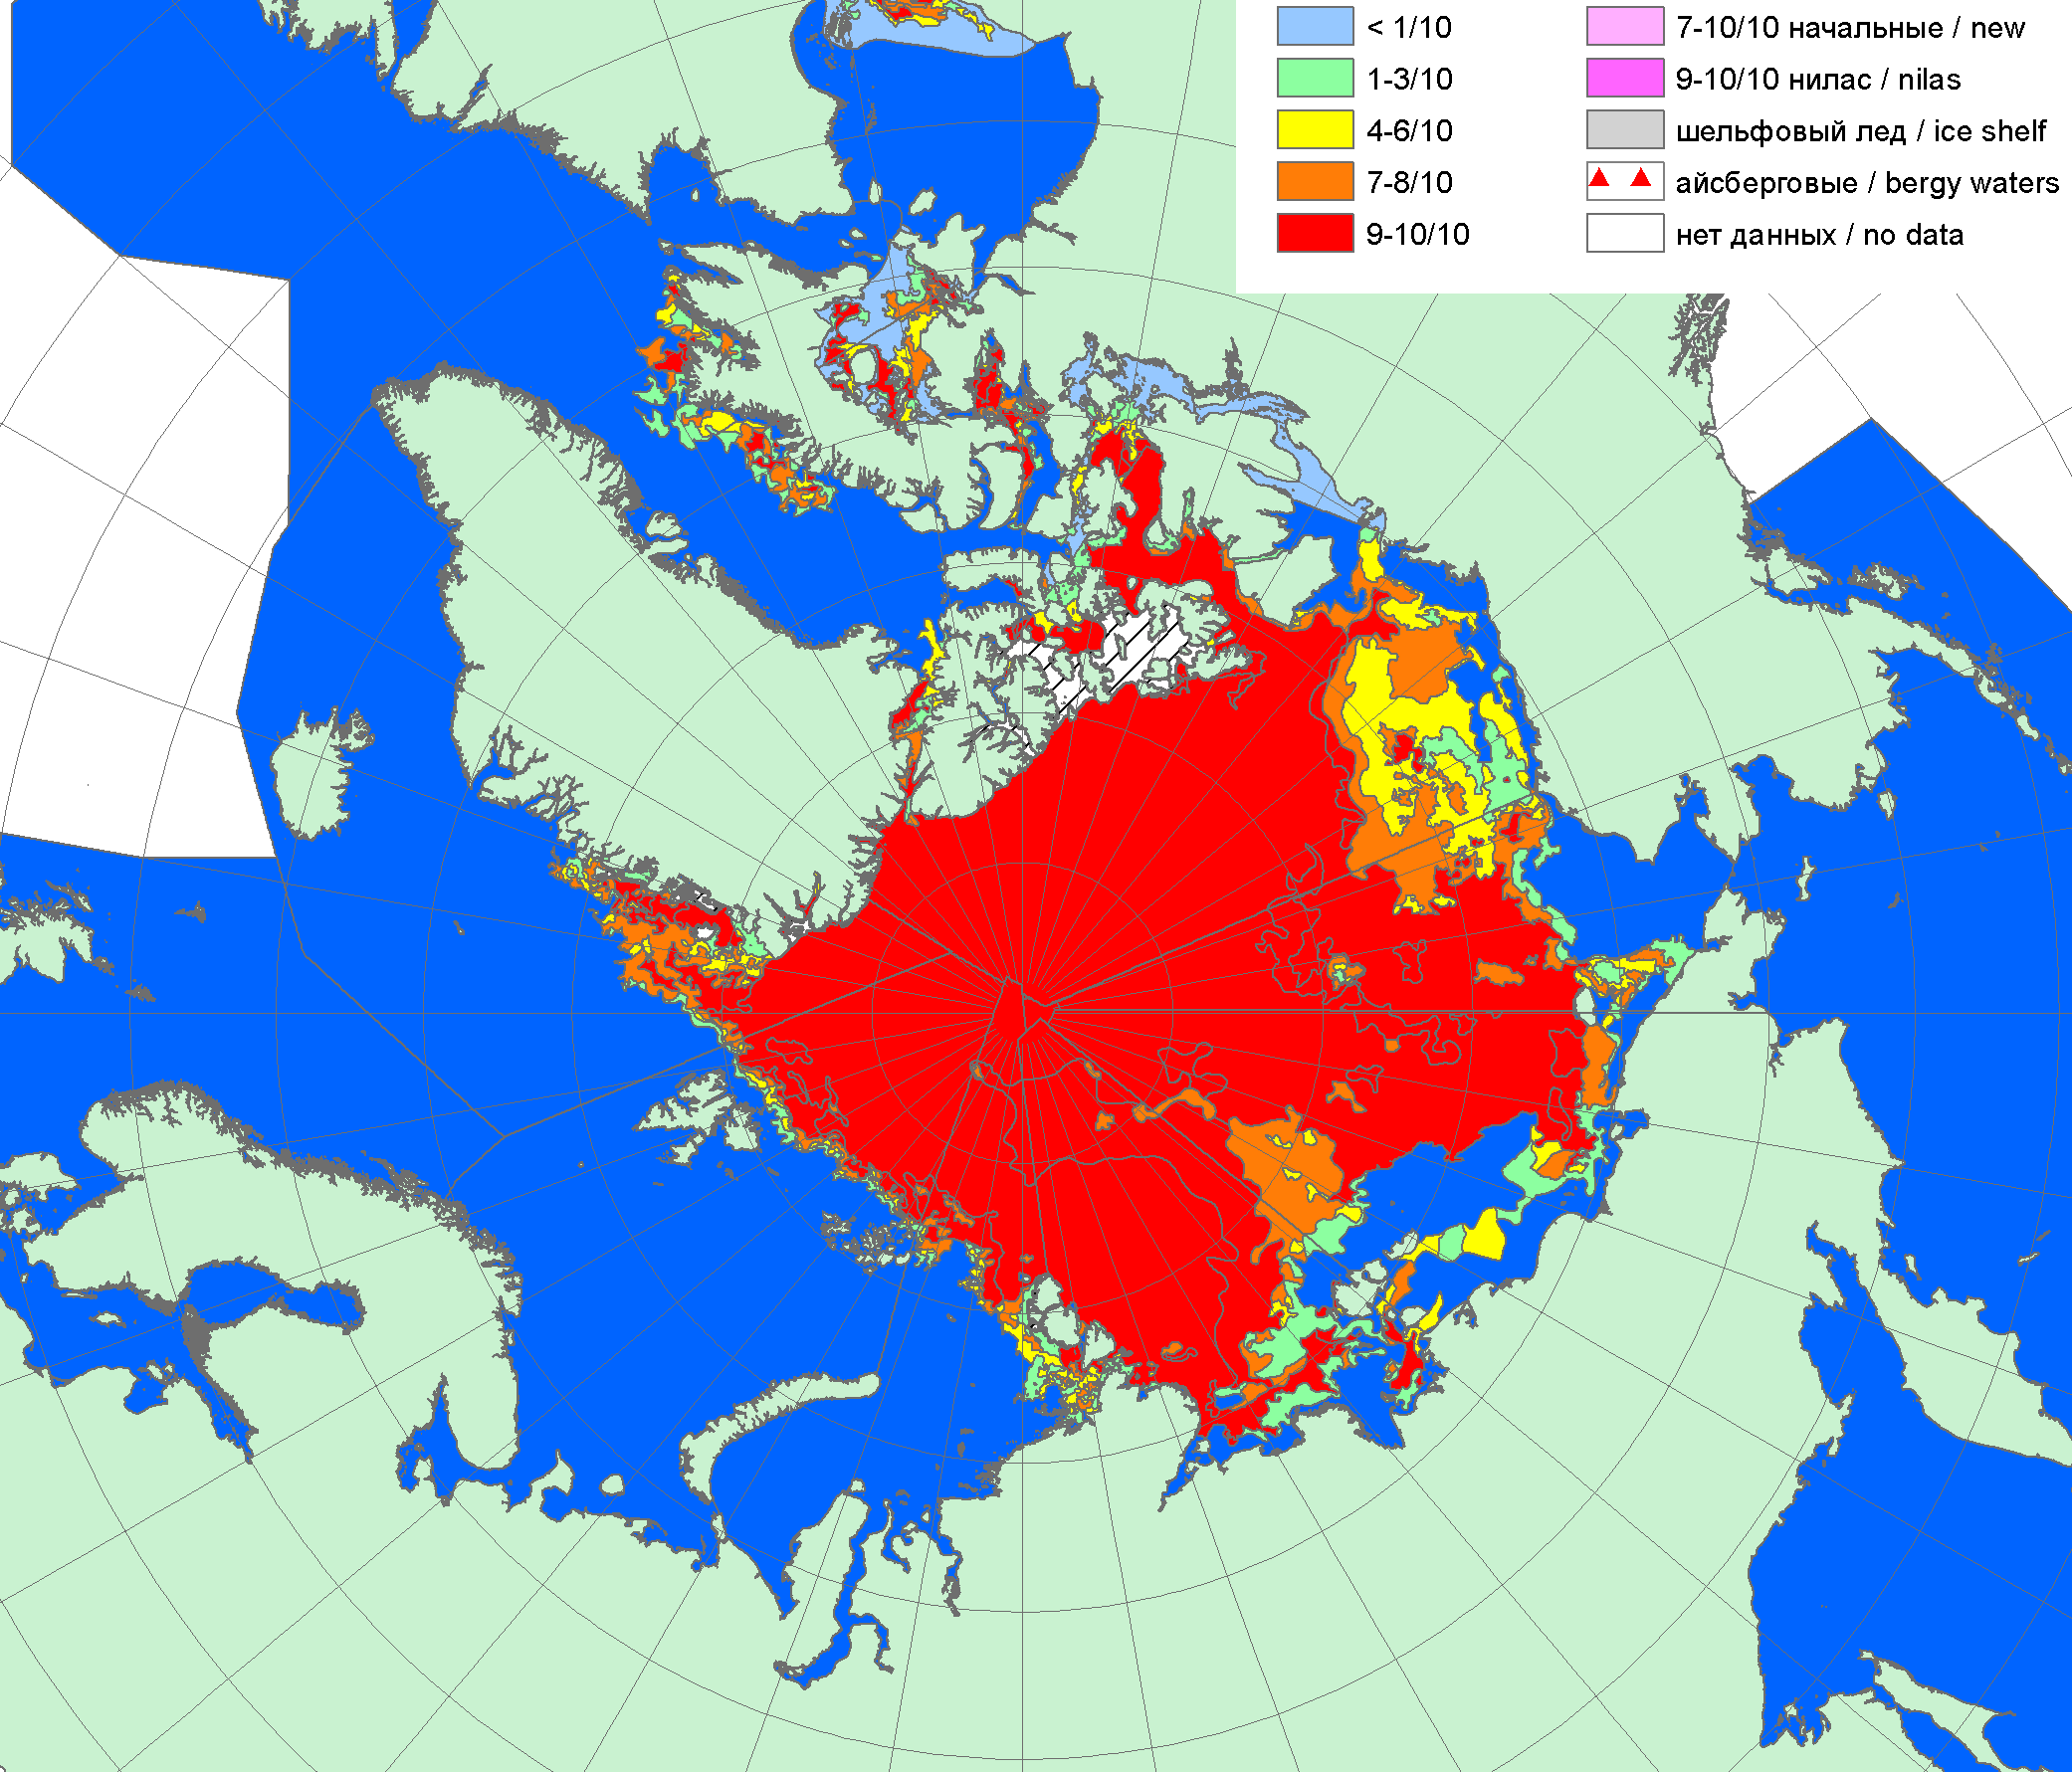 < 1/10
1-3/10
4-6/10
7-8/10
9-10/10
7-10/10 начальные / new
9-10/10 нилас / nilas
шельфовый лед / ice shelf
айсберговые / bergy waters
нет данных / no data